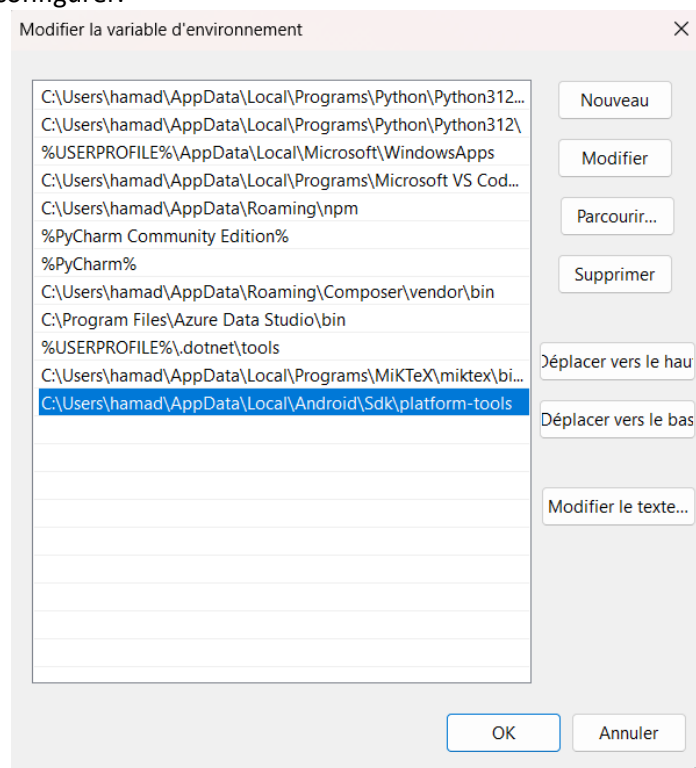 configurer.
Modifier la variable d'environnement
C:\Users\hamad\AppData\Local\Programs\Python\Python312...
C:\Users\hamad\AppData\Local\Programs\Python\Python312\
%USERPROFILE%\AppData\Local\Microsoft\WindowsApps
C:\Users\hamad\AppData\Local\Programs\Microsoft VS Cod...
C:\Users\hamad\AppData\Roaming\npm
%PyCharm Community Edition%
%PyCharm%
C:\Users\hamad\AppData\Roaming\Composer\vendor\bin
C:\Program Files\Azure Data Studio\bin
%USERPROFILE%\.dotnet\tools
C:\Users\hamad\AppData\Local\Programs\MiKTeX\miktex\bi...
C:\Users\hamad\AppData\Local\Android\Sdk\platform-tools
Nouveau
Modifier
Parcourir...
Supprimer
Déplacer vers le hau
Déplacer vers le bas
Modifier le texte...
OK
Annuler